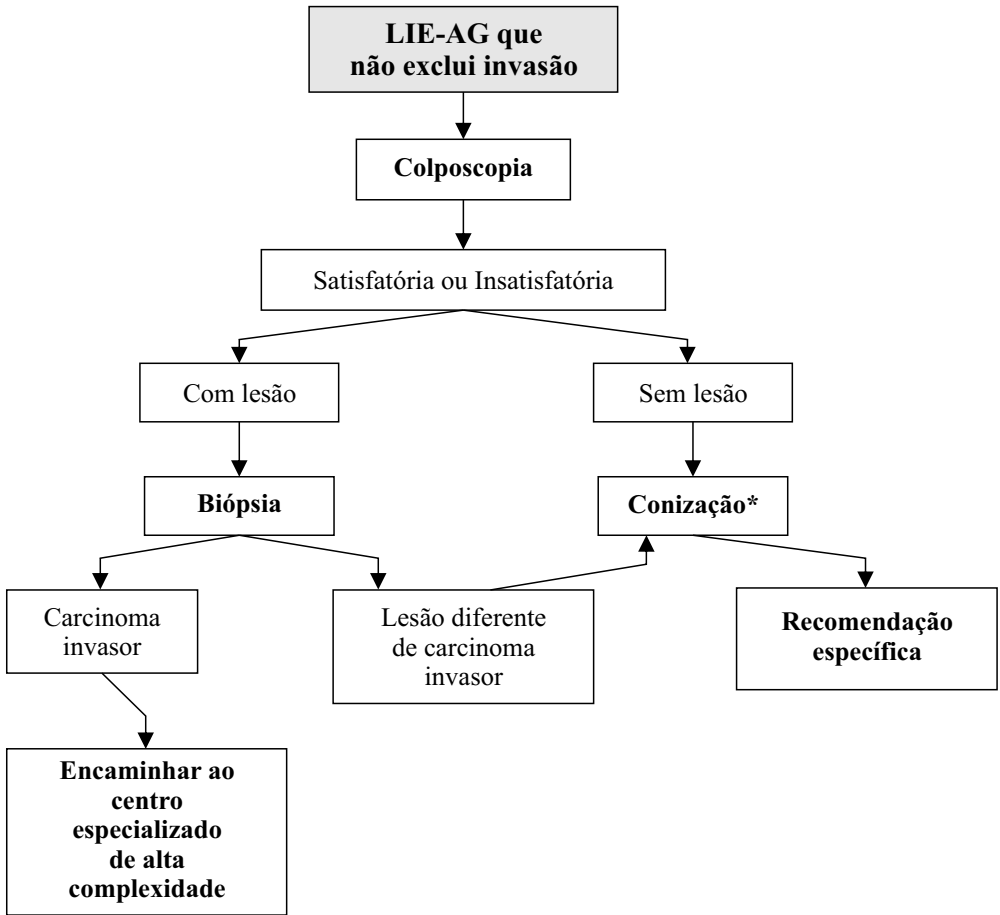 LIE-AG que
não exclui invasão
Colposcopia
Satisfatória ou Insatisfatória
Com lesão
Sem lesão
Biópsia
Conização*
Carcinoma
invasor
Lesão diferente
de carcinoma
invasor
Recomendação
específica
Encaminhar ao
centro
especializado
de alta
complexidade